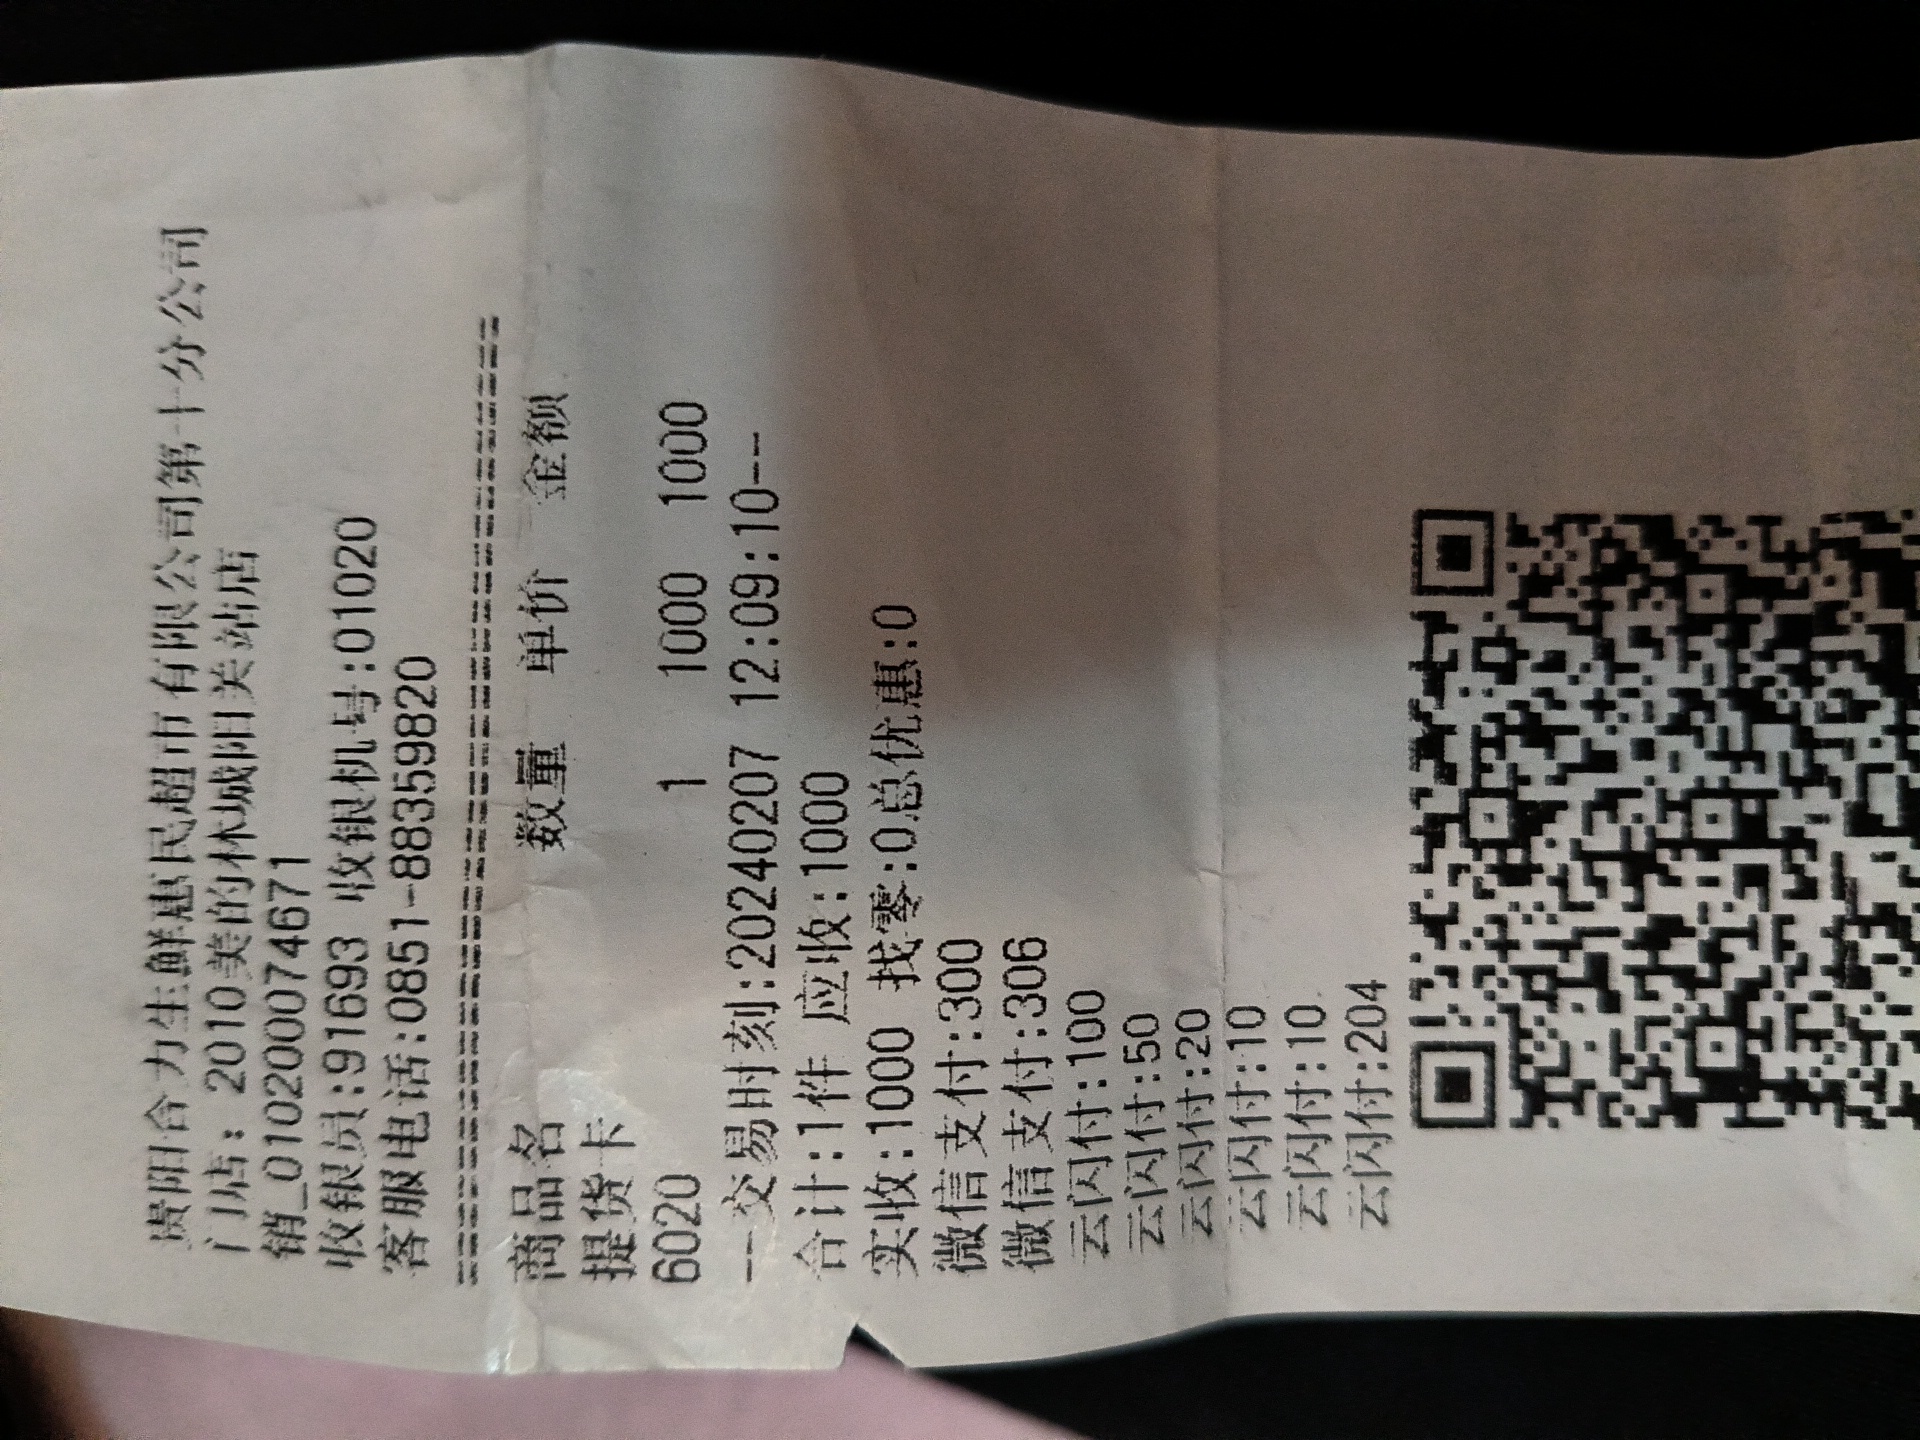 贵阳合力生鲜惠民超市有限公司第十分公司
门店: 2010美的林城阳关站店
销_010200074671
收银员:91693 收银机号:01020
客服电话:0851-88359820
================================
商品名 数量 单价 金额
提货卡
6020 1 1000 1000
--交易时刻:20240207 12:09:10--
合计:1件 应收:1000
实收:1000 找零:0总优惠:0
微信支付:300
微信支付:306
云闪付:100
云闪付:50
云闪付:20
云闪付:10
云闪付:10
云闪付:204